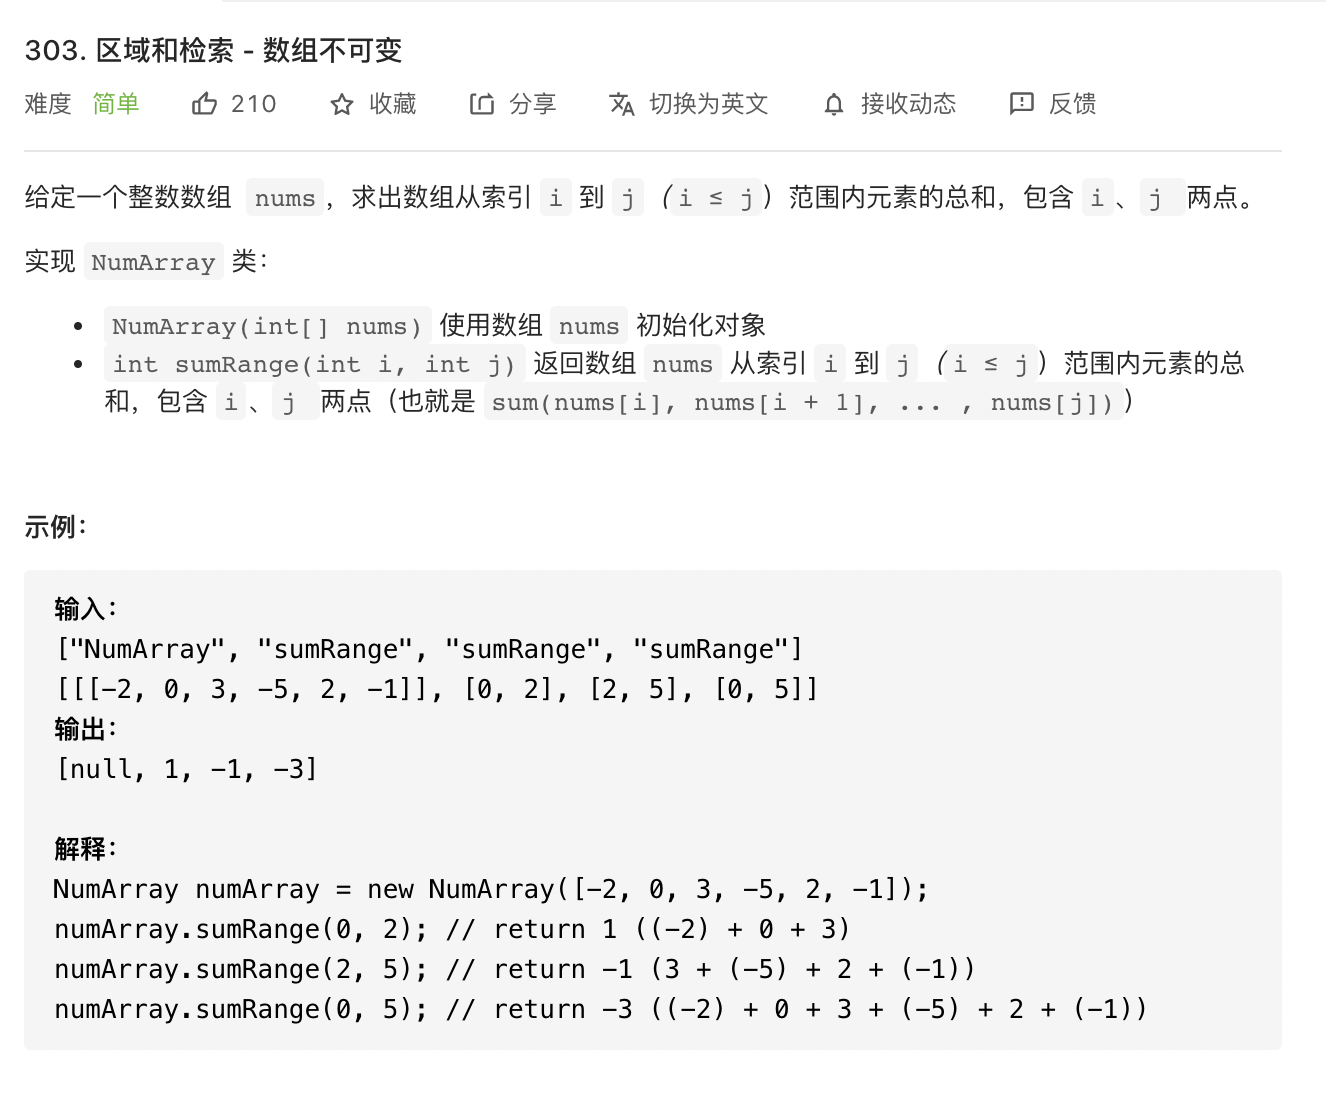 303. 区域和检索 - 数组不可变
难度 简单 210 收藏 分享 切换为英文 接收动态 反馈
给定一个整数数组 nums，求出数组从索引 i 到 j（i ≤ j）范围内元素的总和，包含 i、j 两点。
实现 NumArray 类：
• NumArray(int[] nums) 使用数组 nums 初始化对象
• int sumRange(int i, int j) 返回数组 nums 从索引 i 到 j（i ≤ j）范围内元素的总
和，包含 i、j 两点（也就是 sum(nums[i], nums[i + 1], ... , nums[j])）
示例：
输入：
["NumArray", "sumRange", "sumRange", "sumRange"]
[[[-2, 0, 3, -5, 2, -1]], [0, 2], [2, 5], [0, 5]]
输出：
[null, 1, -1, -3]
解释：
NumArray numArray = new NumArray([-2, 0, 3, -5, 2, -1]);
numArray.sumRange(0, 2); // return 1 ((-2) + 0 + 3)
numArray.sumRange(2, 5); // return -1 (3 + (-5) + 2 + (-1))
numArray.sumRange(0, 5); // return -3 ((-2) + 0 + 3 + (-5) + 2 + (-1))